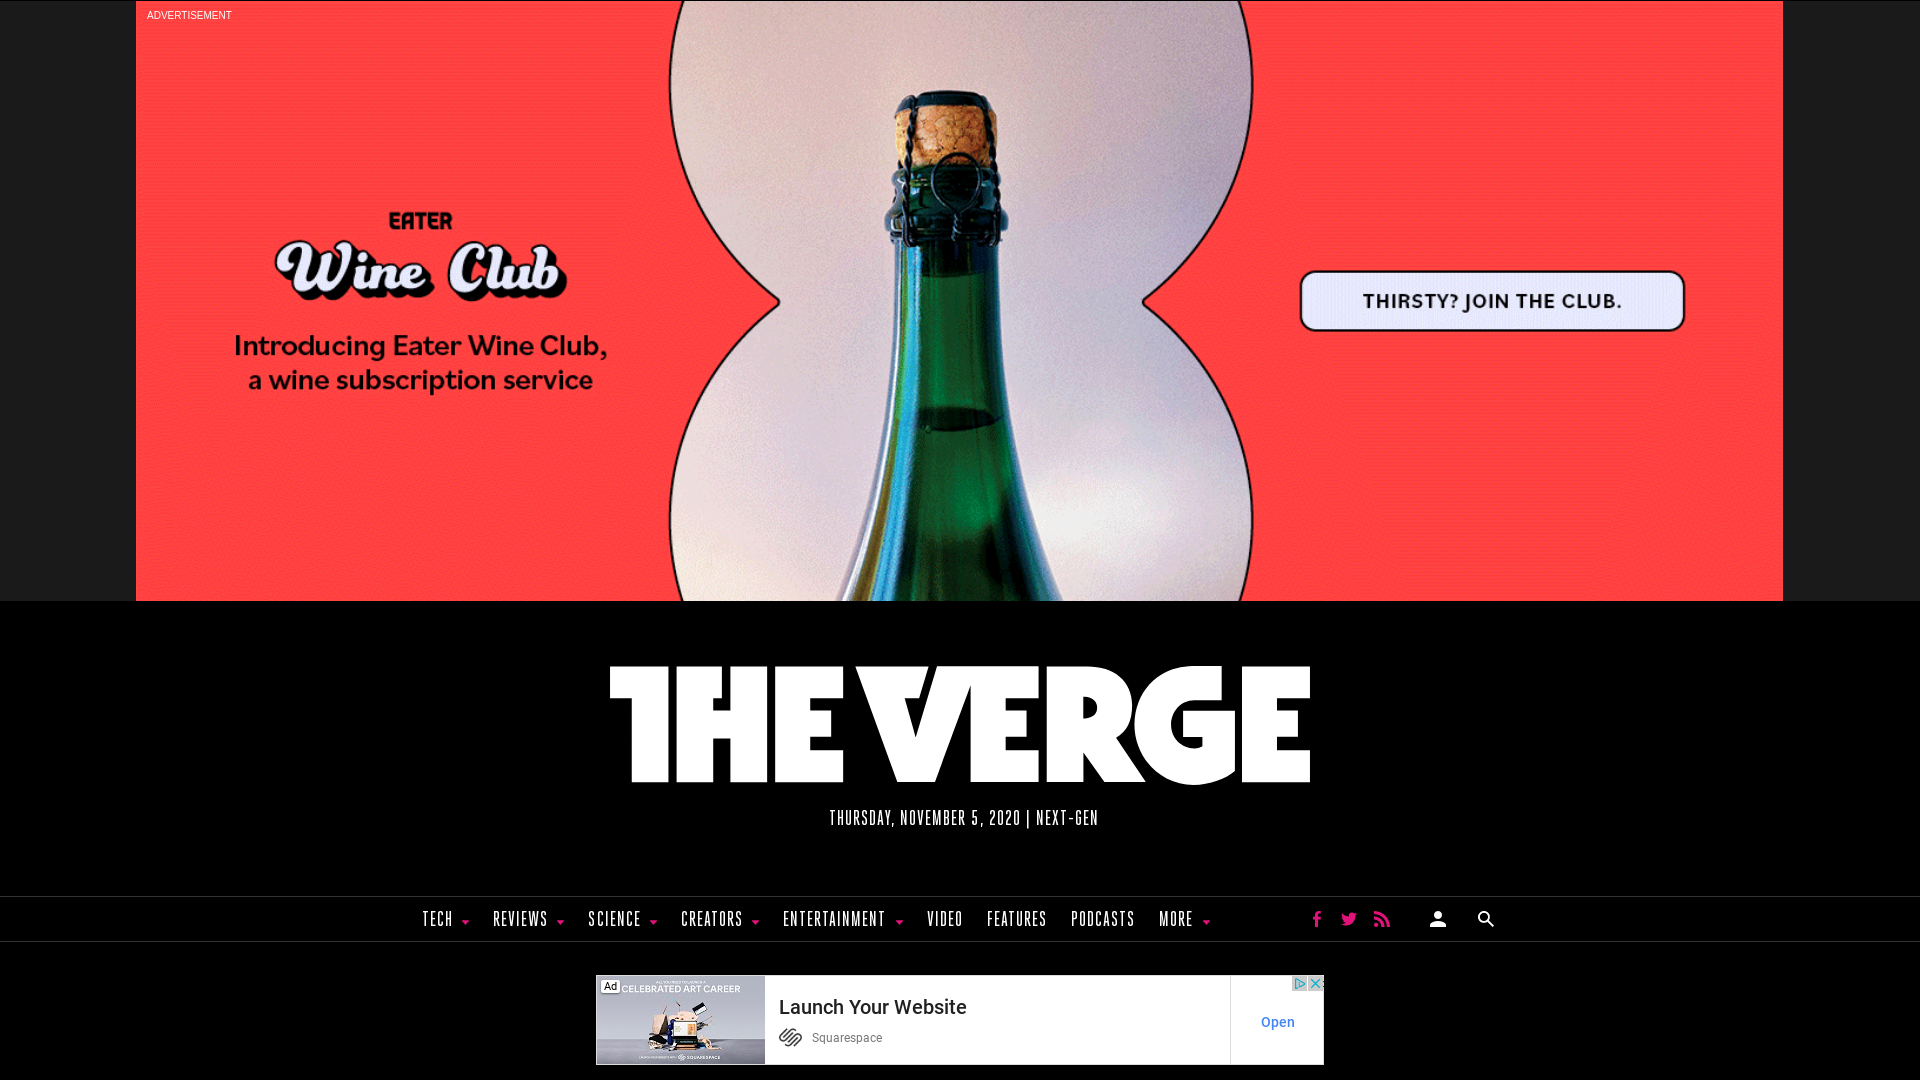 ADVERTISEMENT
EATER
Wine Club
Introducing Eater Wine Club,
a wine subscription service
THIRSTY? JOIN THE CLUB.
THE VERGE
THURSDAY, NOVEMBER 5, 2020 | NEXT-GEN
TECH REVIEWS SCIENCE CREATORS ENTERTAINMENT VIDEO FEATURES PODCASTS MORE
Ad
CELEBRATED ART CAREER
SQUARESPACE
Launch Your Website
Squarespace
Open